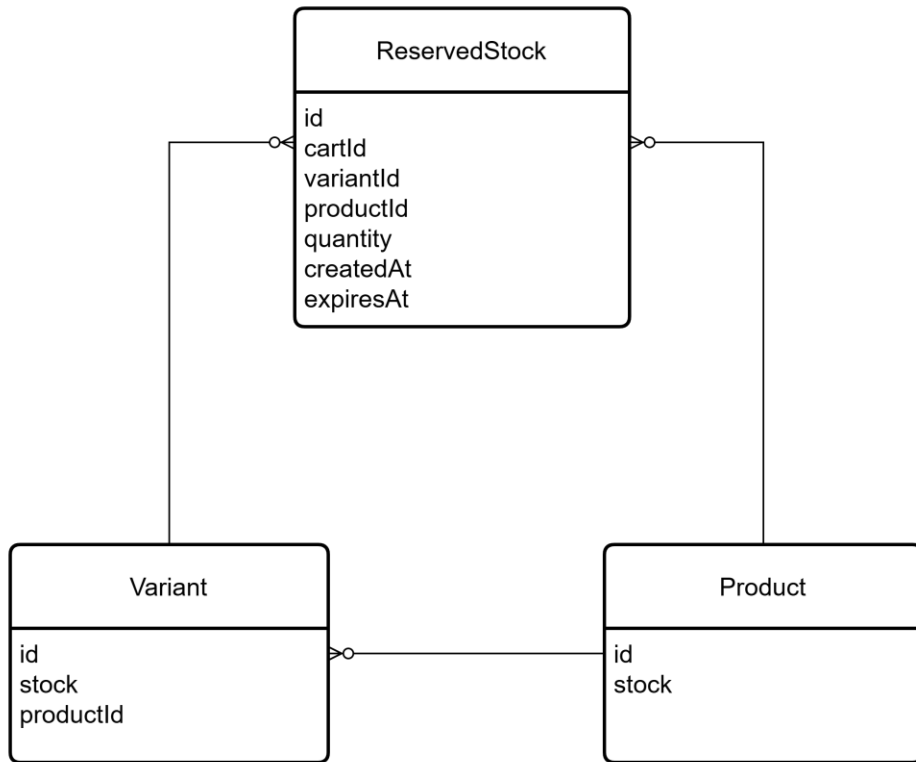 ReservedStock
id
cartId
variantId
productId
quantity
createdAt
expiresAt
Variant
id
stock
productId
Product
id
stock